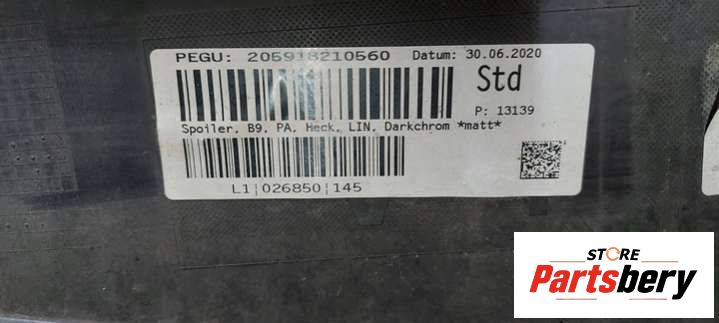 PEGU: 205918210560 Datum: 30.06.2020
Std
P: 13139
Spoiler, B9, PA, Heck, LIN, Darkchrom *matt*
L1|026850|145
STORE
Partsbery